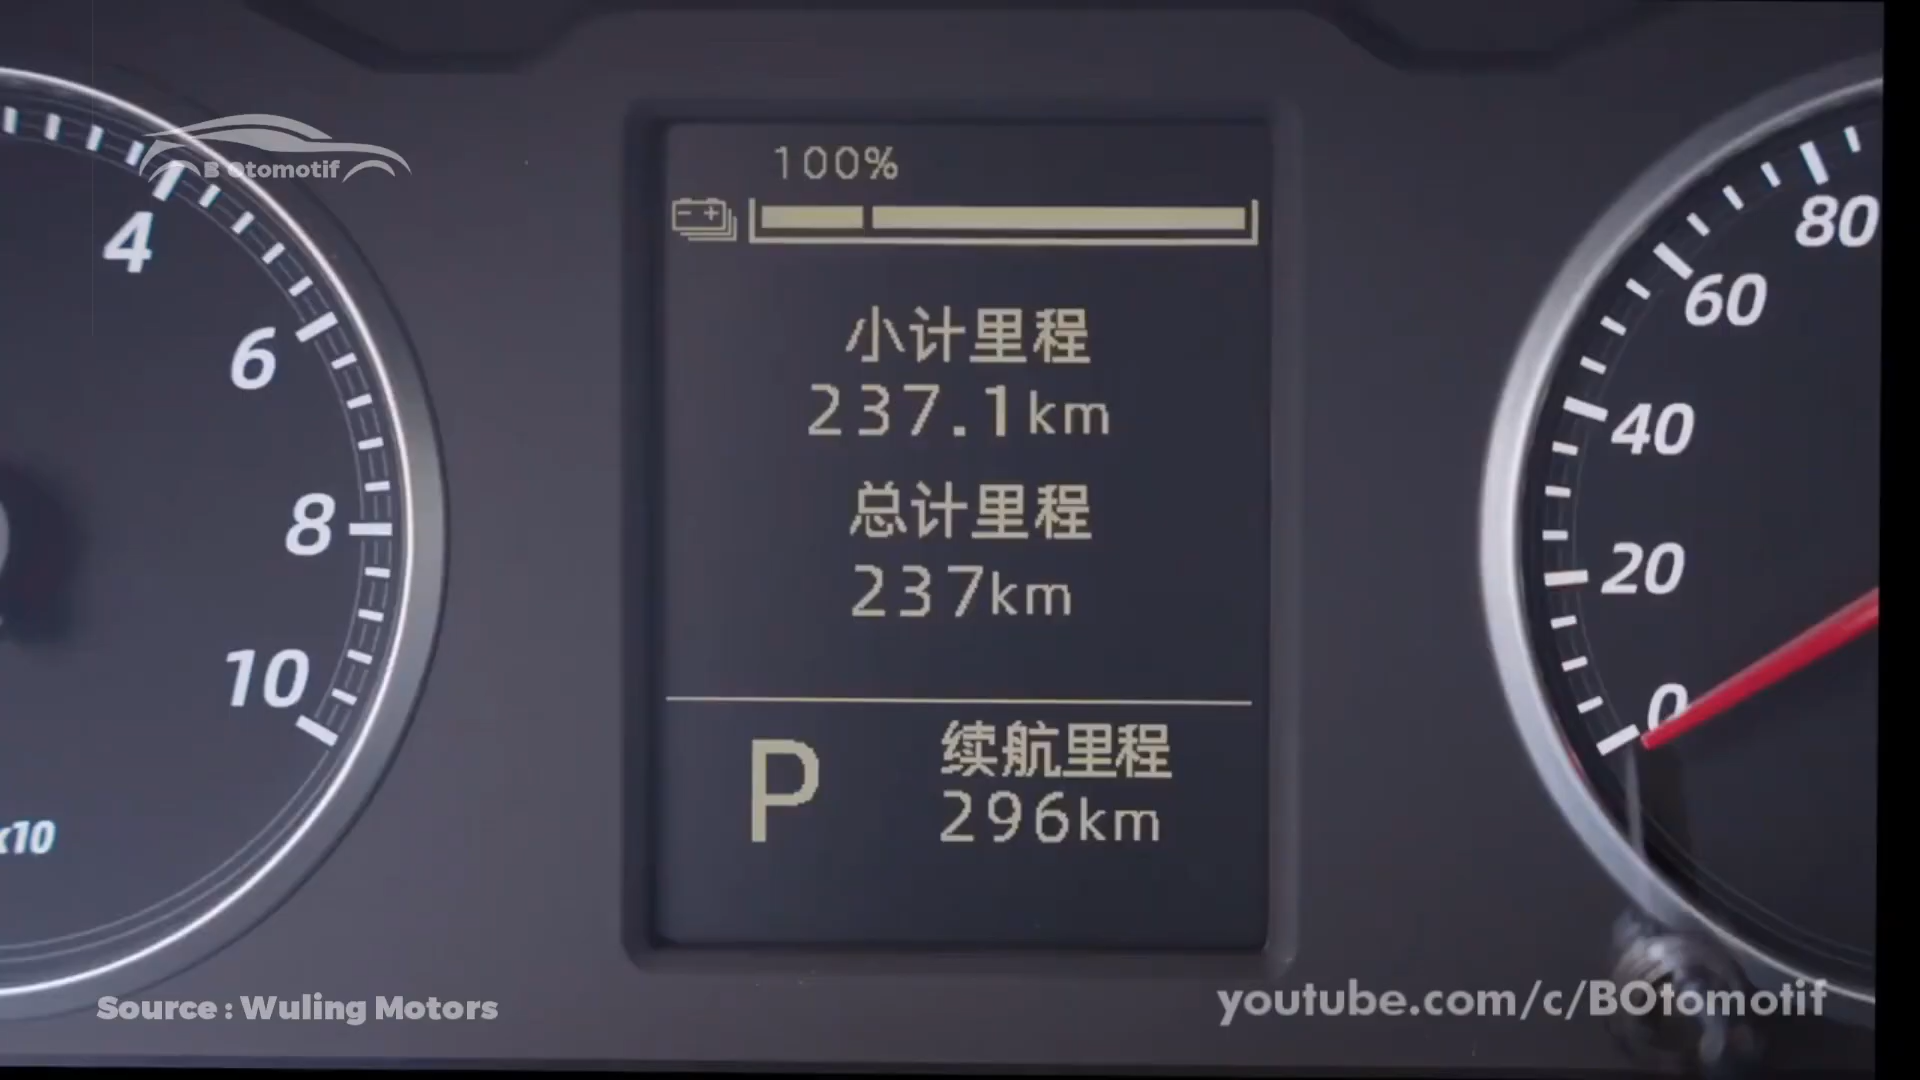 B Otomotif
100%
4
6
8
10
x10
小计里程
237.1km
总计里程
237km
P
续航里程
296km
80
60
40
20
0
Source : Wuling Motors
youtube.com/c/BOtomotif